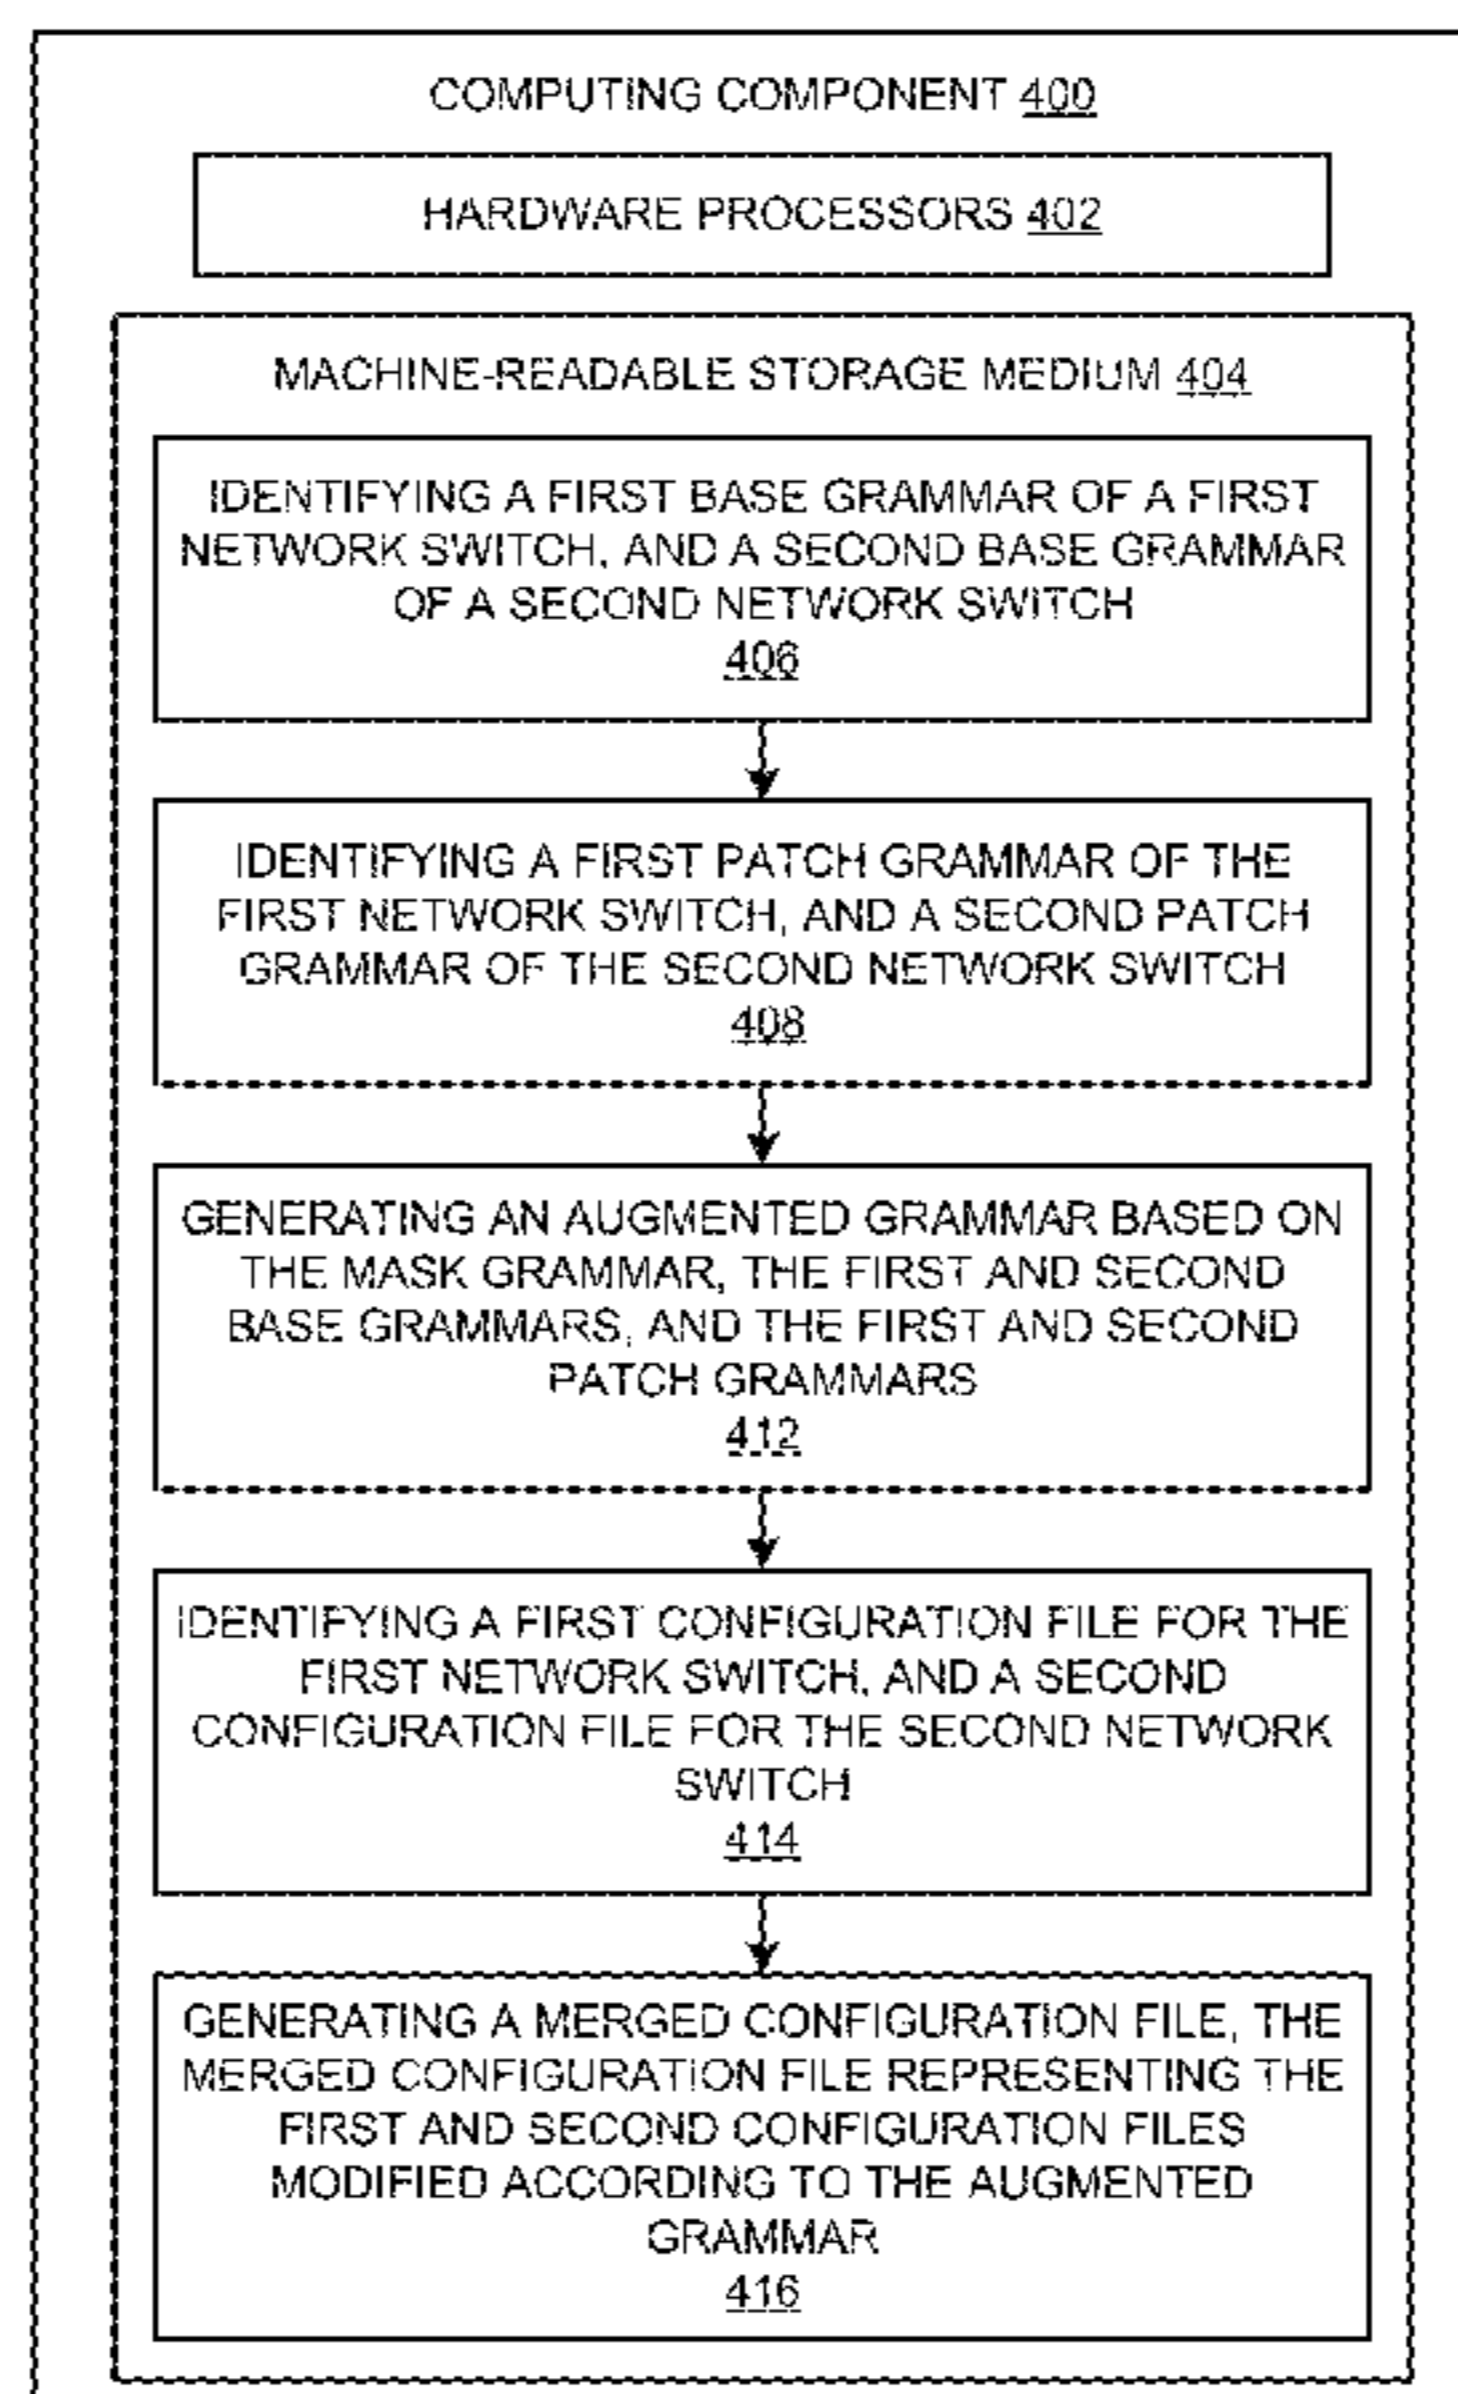 COMPUTING COMPONENT 400
HARDWARE PROCESSORS 402
MACHINE-READABLE STORAGE MEDIUM 404
IDENTIFYING A FIRST BASE GRAMMAR OF A FIRST
NETWORK SWITCH, AND A SECOND BASE GRAMMAR
OF A SECOND NETWORK SWITCH
406
IDENTIFYING A FIRST PATCH GRAMMAR OF THE
FIRST NETWORK SWITCH, AND A SECOND PATCH
GRAMMAR OF THE SECOND NETWORK SWITCH
408
GENERATING AN AUGMENTED GRAMMAR BASED ON
THE MASK GRAMMAR, THE FIRST AND SECOND
BASE GRAMMARS, AND THE FIRST AND SECOND
PATCH GRAMMARS
412
IDENTIFYING A FIRST CONFIGURATION FILE FOR THE
FIRST NETWORK SWITCH, AND A SECOND
CONFIGURATION FILE FOR THE SECOND NETWORK
SWITCH
414
GENERATING A MERGED CONFIGURATION FILE, THE
MERGED CONFIGURATION FILE REPRESENTING THE
FIRST AND SECOND CONFIGURATION FILES
MODIFIED ACCORDING TO THE AUGMENTED
GRAMMAR
416